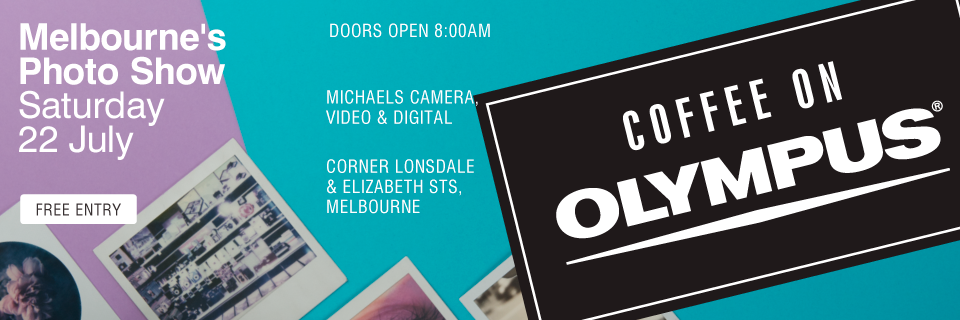 Melbourne's
Photo Show
Saturday
22 July
FREE ENTRY
DOORS OPEN 8:00AM
MICHAELS CAMERA,
VIDEO & DIGITAL
CORNER LONSDALE
& ELIZABETH STS,
MELBOURNE
COFFEE ON
OLYMPUS®